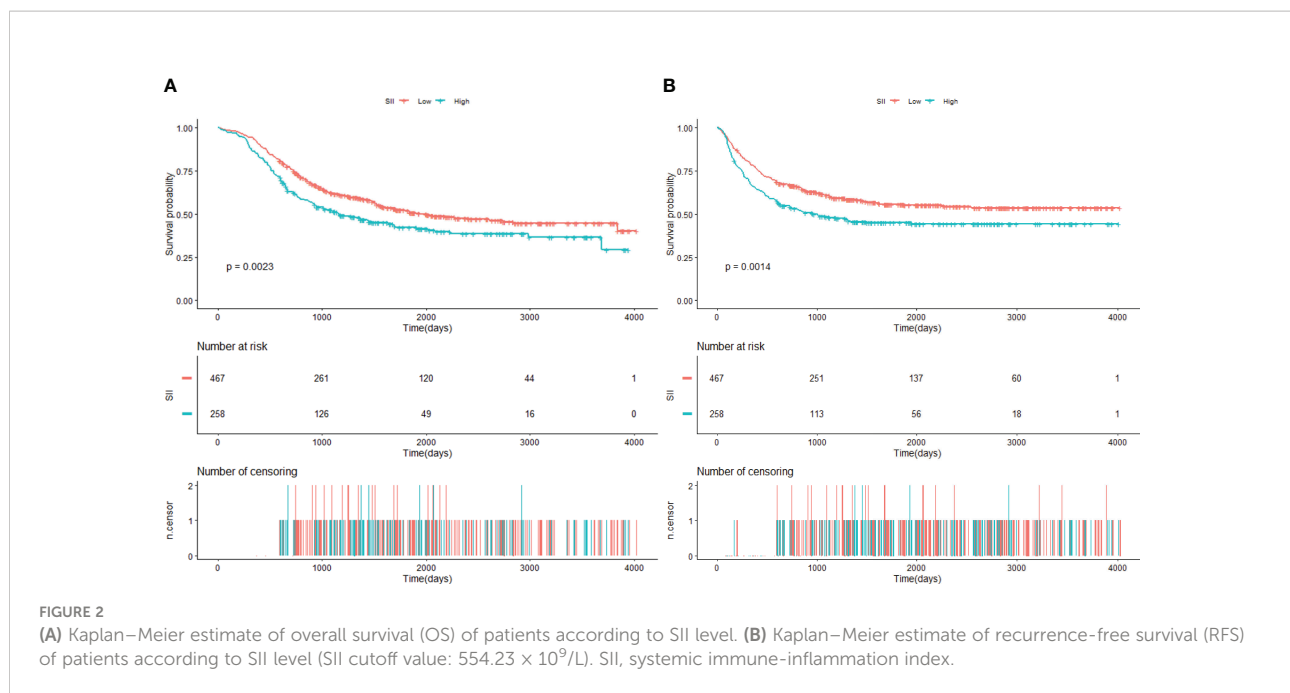 A
SII Low High
1.00
0.75
0.50
0.25
0.00
Survival probability
p = 0.0023
0 1000 2000 3000 4000
Time(days)
Number at risk
SII
467 261 120 44 1
258 126 49 16 0
0 1000 2000 3000 4000
Time(days)
Number of censoring
n.censor
2
1
0
0 1000 2000 3000 4000
Time(days)
B
SII Low High
1.00
0.75
0.50
0.25
0.00
Survival probability
p = 0.0014
0 1000 2000 3000 4000
Time(days)
Number at risk
SII
467 251 137 60 1
258 113 56 18 1
0 1000 2000 3000 4000
Time(days)
Number of censoring
n.censor
2
1
0
0 1000 2000 3000 4000
Time(days)
FIGURE 2
(A) Kaplan–Meier estimate of overall survival (OS) of patients according to SII level. (B) Kaplan–Meier estimate of recurrence-free survival (RFS)
of patients according to SII level (SII cutoff value: 554.23 × 10⁹/L). SII, systemic immune-inflammation index.